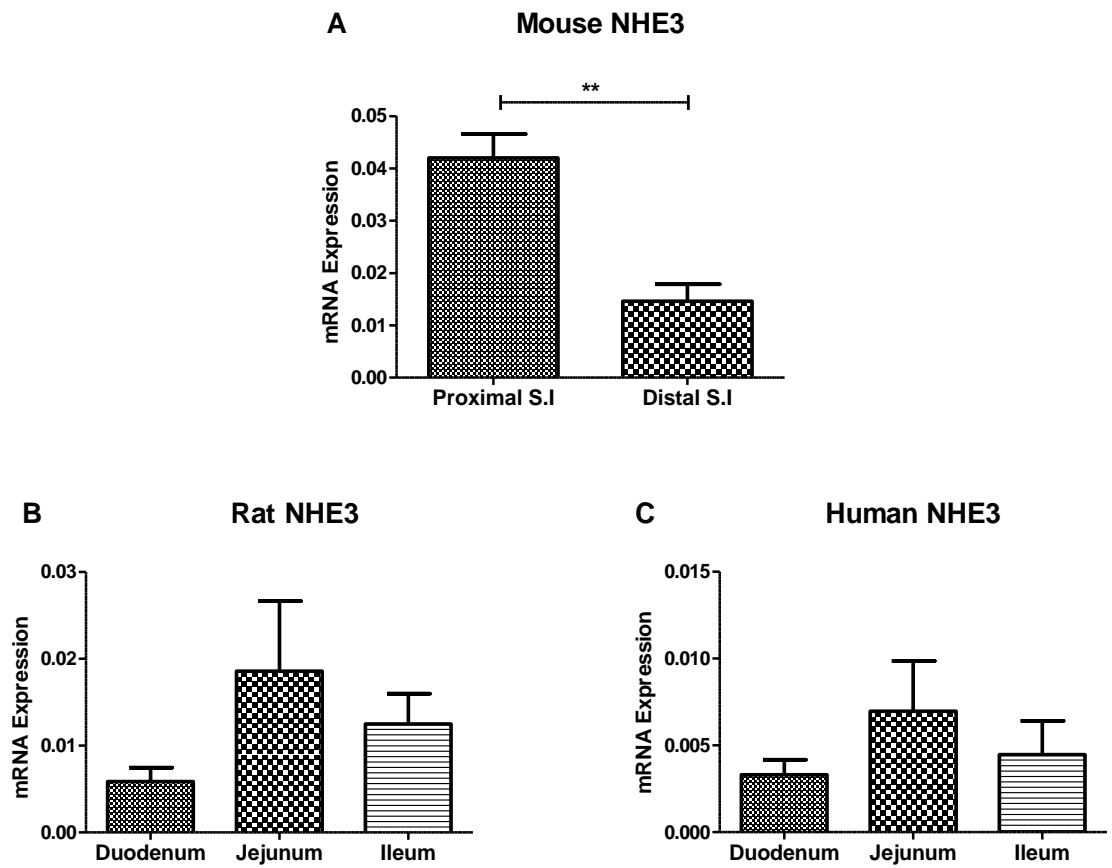 A Mouse NHE3
**
0.05
0.04
0.03
0.02
0.01
0.00
mRNA Expression
Proximal S.I Distal S.I
B Rat NHE3
0.03
0.02
0.01
0.00
mRNA Expression
Duodenum Jejunum Ileum
C Human NHE3
0.015
0.010
0.005
0.000
mRNA Expression
Duodenum Jejunum Ileum